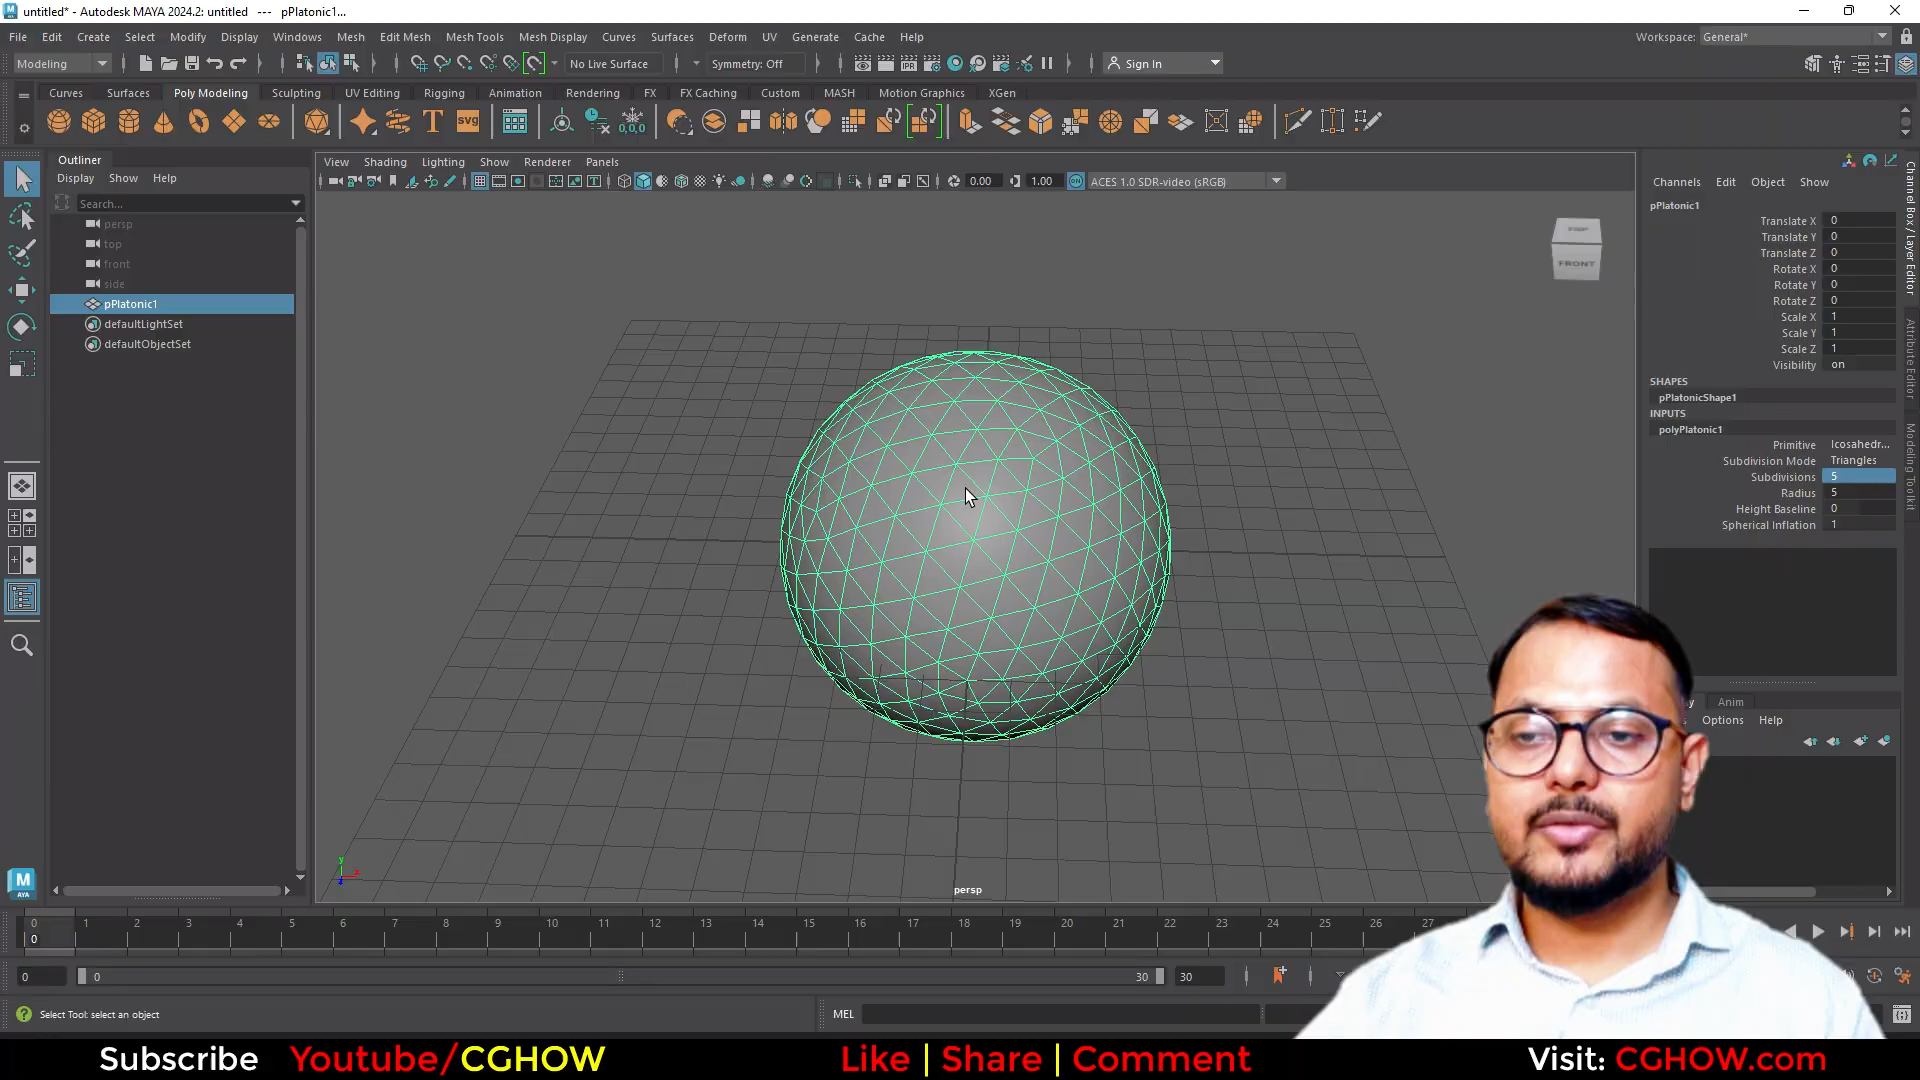 untitled* - Autodesk MAYA 2024.2: untitled   ---   pPlatonic1...
File Edit Create Select Modify Display Windows Mesh Edit Mesh Mesh Tools Mesh Display Curves Surfaces Deform UV Generate Cache Help
Workspace: General*
Modeling
No Live Surface
Symmetry: Off
Sign In
Curves Surfaces Poly Modeling Sculpting UV Editing Rigging Animation Rendering FX FX Caching Custom MASH Motion Graphics XGen
Outliner
Display Show Help
Search...
persp
top
front
side
pPlatonic1
defaultLightSet
defaultObjectSet
View Shading Lighting Show Renderer Panels
0.00
1.00
ACES 1.0 SDR-video (sRGB)
FRONT
persp
Channels Edit Object Show
pPlatonic1
Translate X 0
Translate Y 0
Translate Z 0
Rotate X 0
Rotate Y 0
Rotate Z 0
Scale X 1
Scale Y 1
Scale Z 1
Visibility on
SHAPES
pPlatonicShape1
INPUTS
polyPlatonic1
Primitive Icosahedr...
Subdivision Mode Triangles
Subdivisions 5
Radius 5
Height Baseline 0
Spherical Inflation 1
Channel Box / Layer Editor
Attribute Editor
Modeling Toolkit
Anim
Options Help
0 1 2 3 4 5 6 7 8 9 10 11 12 13 14 15 16 17 18 19 20 21 22 23 24 25 26 27
0
0 0 30 30
Select Tool: select an object
MEL
Subscribe Youtube/CGHOW Like | Share | Comment Visit: CGHOW.com